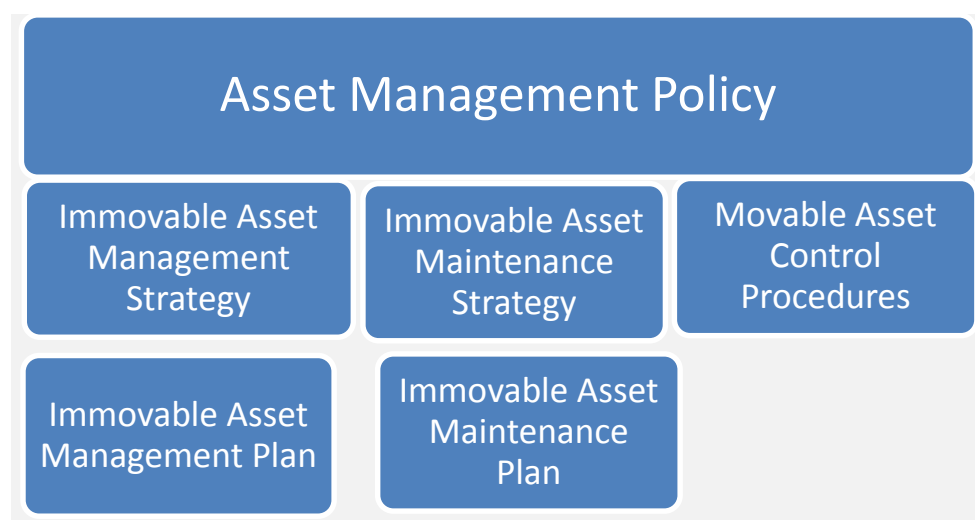 Asset Management Policy
Immovable Asset
Management
Strategy
Immovable Asset
Maintenance
Strategy
Movable Asset
Control
Procedures
Immovable Asset
Management Plan
Immovable Asset
Maintenance
Plan